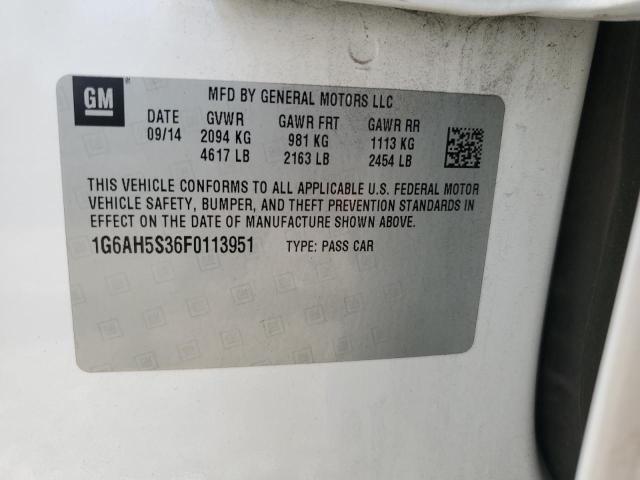 GM
MFD BY GENERAL MOTORS LLC
DATE GVWR GAWR FRT GAWR RR
09/14 2094 KG 981 KG 1113 KG
4617 LB 2163 LB 2454 LB
THIS VEHICLE CONFORMS TO ALL APPLICABLE U.S. FEDERAL MOTOR
VEHICLE SAFETY, BUMPER, AND THEFT PREVENTION STANDARDS IN
EFFECT ON THE DATE OF MANUFACTURE SHOWN ABOVE.
1G6AH5S36F0113951 TYPE: PASS CAR